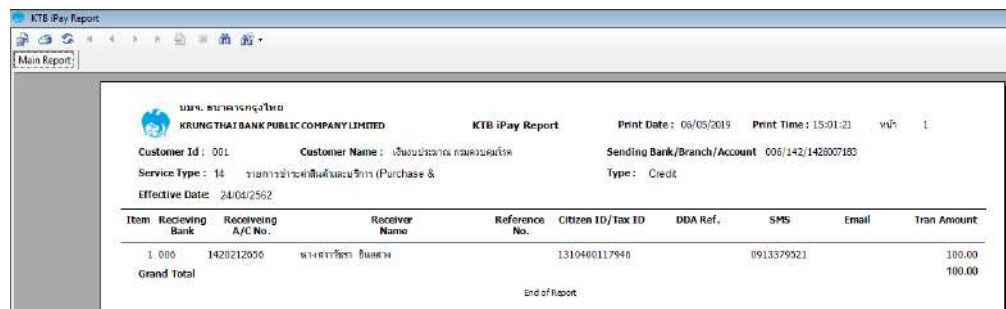 KTB iPay Report
Main Report
บมจ. ธนาคารกรุงไทย
KRUNG THAI BANK PUBLIC COMPANY LIMITED KTB iPay Report Print Date : 06/05/2019 Print Time : 15:01:21 หน้า 1
Customer Id : 001 Customer Name : เงินงบประมาณ กรมควบคุมโรค Sending Bank/Branch/Account 006/142/1426007183
Service Type : 14 รายการชำระค่าสินค้าและบริการ (Purchase & Type : Credit
Effective Date: 24/04/2562
Item Recieving Bank Receiveing A/C No. Receiver Name Reference No. Citizen ID/Tax ID DDA Ref. SMS Email Tran Amount
1 006 1420212656 1310400117946 0913379521 100.00
Grand Total 100.00
End of Report